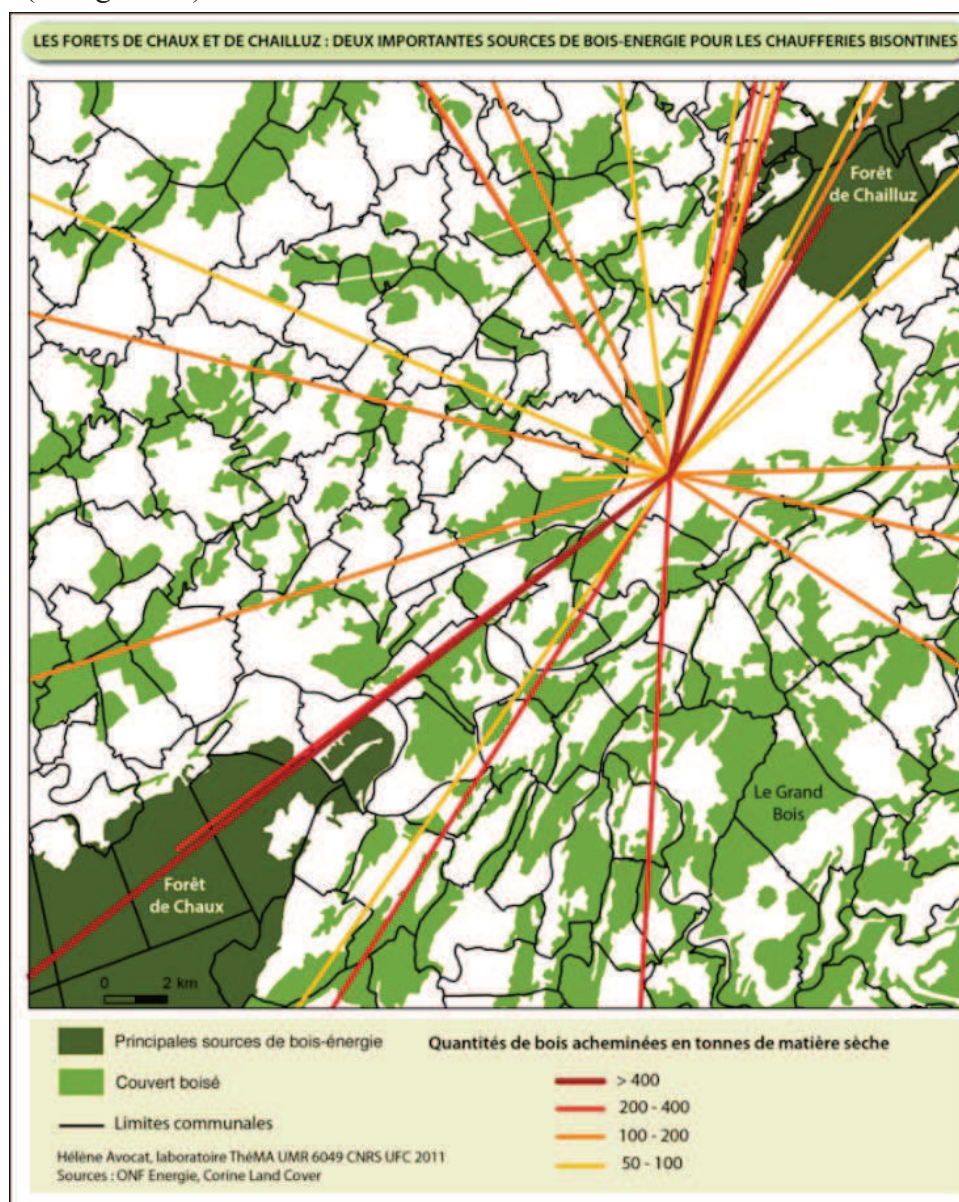 LES FORETS DE CHAUX ET DE CHAILLUZ : DEUX IMPORTANTES SOURCES DE BOIS-ENERGIE POUR LES CHAUFFERIES BISONTINES
Forêt
de Chailluz
Le Grand
Bois
Forêt
de Chaux
0 2 km
Principales sources de bois-énergie
Couvert boisé
Limites communales
Hélène Avocat, laboratoire ThéMA UMR 6049 CNRS UFC 2011
Sources : ONF Energie, Corine Land Cover
Quantités de bois acheminées en tonnes de matière sèche
> 400
200 - 400
100 - 200
50 - 100